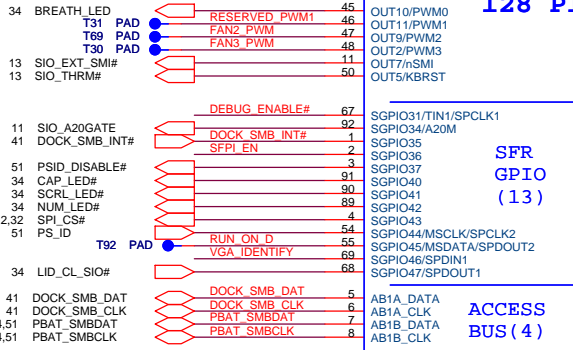 34 BREATH_LED 45 OUT10/PWM0
T31 PAD RESERVED_PWM1 46 OUT11/PWM1
T69 PAD FAN2_PWM 47 OUT9/PWM2
T30 PAD FAN3_PWM 48 OUT2/PWM3
13 SIO_EXT_SMI# 11 OUT7/nSMI
13 SIO_THRM# 50 OUT5/KBRST
DEBUG_ENABLE# 67 SGPIO31/TIN1/SPCLK1
11 SIO_A20GATE 92 SGPIO34/A20M
41 DOCK_SMB_INT# DOCK_SMB_INT# 1 SGPIO35
SFPI_EN 2 SGPIO36
51 PSID_DISABLE# 3 SGPIO37
34 CAP_LED# 91 SGPIO40
34 SCRL_LED# 90 SGPIO41
34 NUM_LED# 89 SGPIO42
2,32 SPI_CS# 4 SGPIO43
51 PS_ID 54 SGPIO44/MSCLK/SPCLK2
T92 PAD RUN_ON_D 55 SGPIO45/MSDATA/SPDOUT2
VGA_IDENTIFY 69 SGPIO46/SPDIN1
34 LID_CL_SIO# 68 SGPIO47/SPDOUT1
SFR
GPIO
(13)
41 DOCK_SMB_DAT DOCK_SMB_DAT 5 AB1A_DATA
41 DOCK_SMB_CLK DOCK_SMB_CLK 6 AB1A_CLK
,51 PBAT_SMBDAT PBAT_SMBDAT 7 AB1B_DATA
,51 PBAT_SMBCLK PBAT_SMBCLK 8 AB1B_CLK
ACCESS
BUS(4)
128